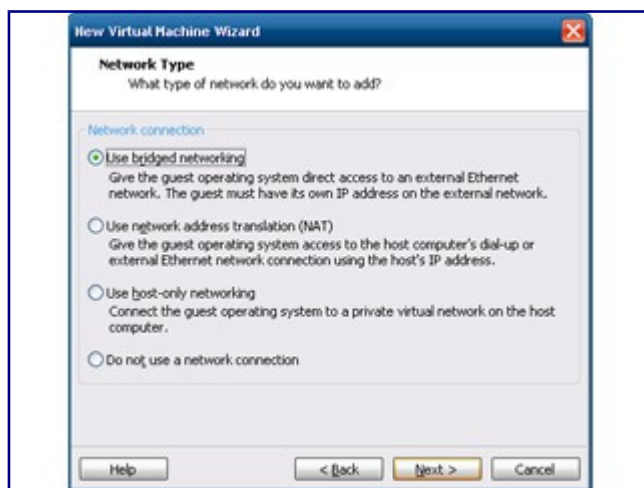 New Virtual Machine Wizard
Network Type
What type of network do you want to add?
Network connection
Use bridged networking
Give the guest operating system direct access to an external Ethernet
network. The guest must have its own IP address on the external network.
Use network address translation (NAT)
Give the guest operating system access to the host computer's dial-up or
external Ethernet network connection using the host's IP address.
Use host-only networking
Connect the guest operating system to a private virtual network on the host
computer.
Do not use a network connection
Help
< Back
Next >
Cancel